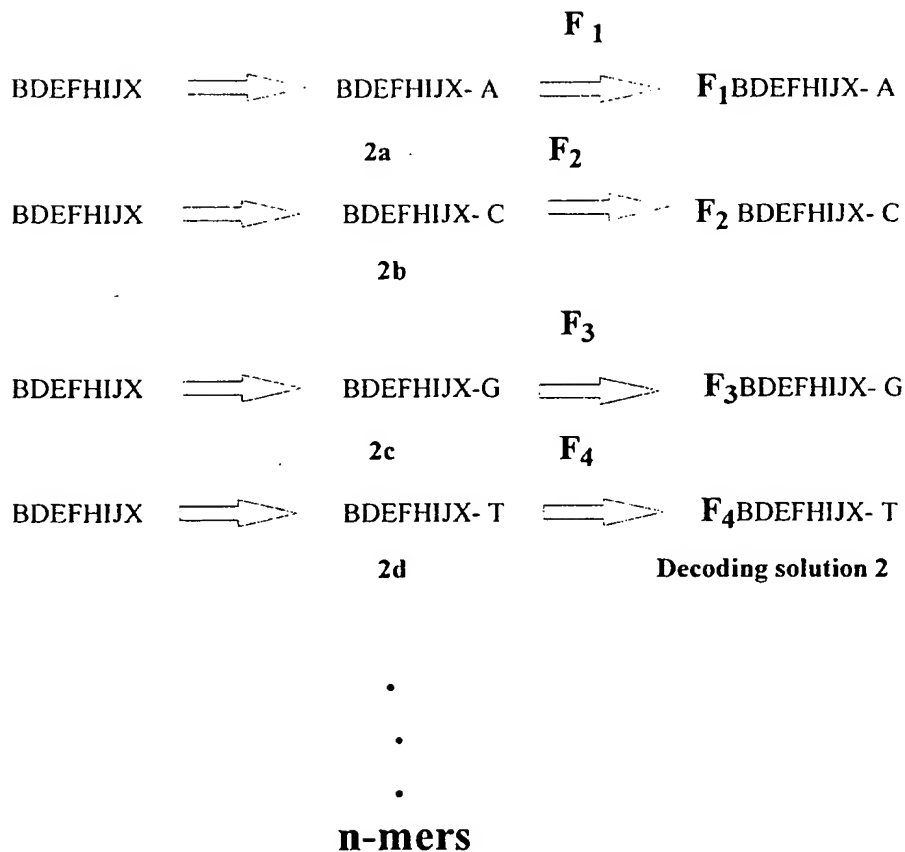 F1
BDEFHIJX BDEFHIJX- A F1BDEFHIJX- A
2a F2
BDEFHIJX BDEFHIJX- C F2 BDEFHIJX- C
2b
F3
BDEFHIJX BDEFHIJX-G F3BDEFHIJX- G
2c F4
BDEFHIJX BDEFHIJX- T F4BDEFHIJX- T
2d Decoding solution 2
n-mers